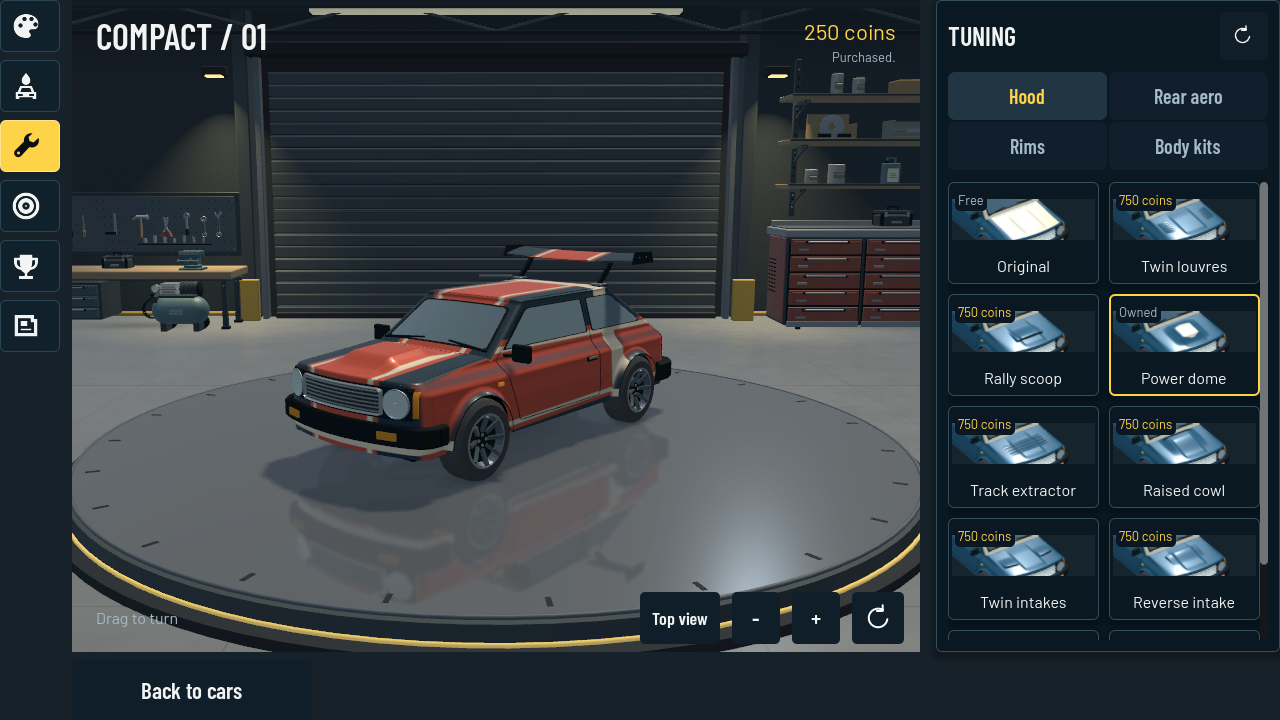 COMPACT / 01
250 coins
Purchased.
TUNING
Hood
Rear aero
Rims
Body kits
Free
Original
750 coins
Twin louvres
750 coins
Rally scoop
Owned
Power dome
750 coins
Track extractor
750 coins
Raised cowl
750 coins
Twin intakes
750 coins
Reverse intake
Drag to turn
Top view
-
+
Back to cars